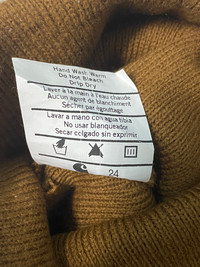 Hand Wash Warm
Do Not Bleach
Drip Dry
Laver à la main à l'eau chaude
Aucun agent de blanchiment
Sécher par égouttage
Lavar a mano con agua tibia
No usar blanqueador
Secar colgado sin exprimir
24